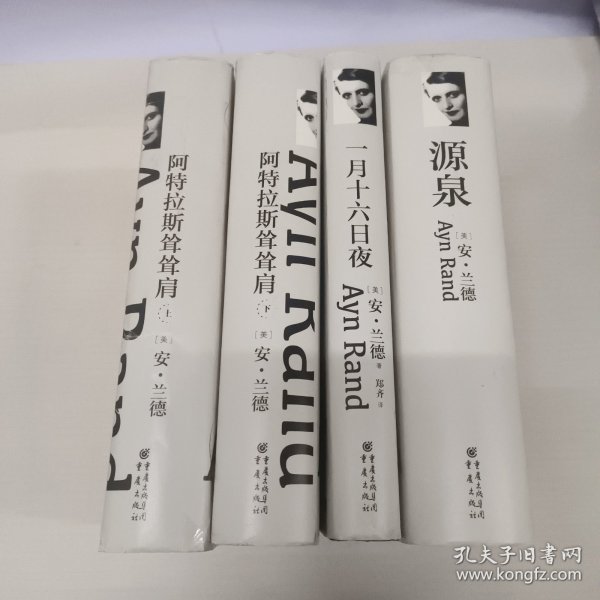 阿特拉斯耸耸肩
上
[美]
安·兰德
Ayn Rand
重庆出版集团
重庆出版社
阿特拉斯耸耸肩
下
[美]
安·兰德
Ayn Rand
重庆出版集团
重庆出版社
一月十六日夜
[美]
安·兰德 著
郑齐 译
Ayn Rand
重庆出版集团
重庆出版社
源泉
[美]
安·兰德
Ayn Rand
重庆出版集团
重庆出版社
孔夫子旧书网
www.kongfz.com